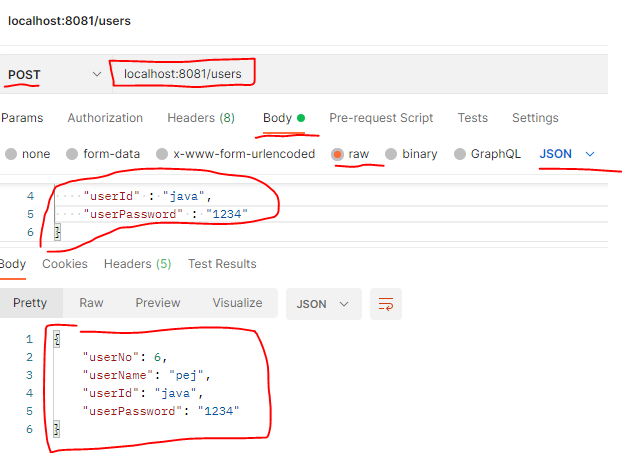 localhost:8081/users
POST localhost:8081/users
Params Authorization Headers (8) Body Pre-request Script Tests Settings
none form-data x-www-form-urlencoded raw binary GraphQL JSON
4 "userId" : "java",
5 "userPassword" : "1234"
6 }
Body Cookies Headers (5) Test Results
Pretty Raw Preview Visualize JSON
1 {
2 "userNo": 6,
3 "userName": "pej",
4 "userId": "java",
5 "userPassword": "1234"
6 }